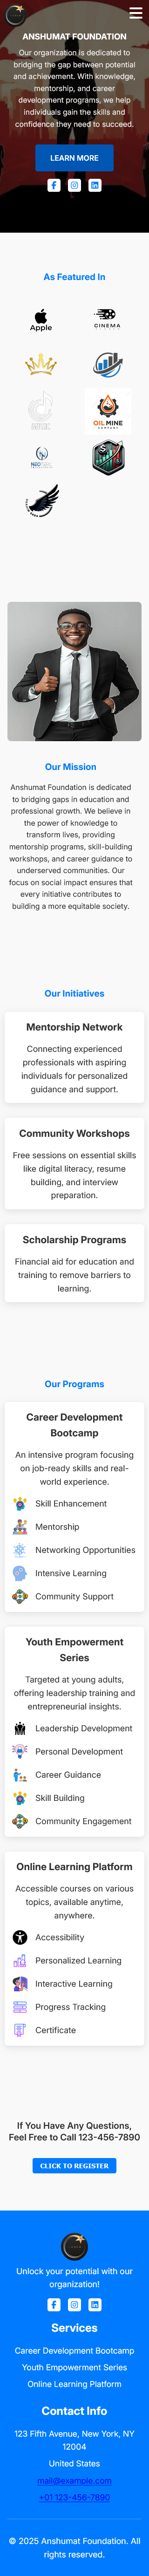 ANSHUMAT FOUNDATION
Our organization is dedicated to
bridging the gap between potential
and achievement. With knowledge,
mentorship, and career
development programs, we help
individuals gain the skills and
confidence they need to succeed.
LEARN MORE
As Featured In
Apple
CINEMA
MUSIC
OIL MINE
COMPANY
Our Mission
Anshumat Foundation is dedicated
to bridging gaps in education and
professional growth. We believe in
the power of knowledge to
transform lives, providing
mentorship programs, skill-building
workshops, and career guidance to
underserved communities. Our
focus on social impact ensures that
every initiative contributes to
building a more equitable society.
Our Initiatives
Mentorship Network
Connecting experienced
professionals with aspiring
individuals for personalized
guidance and support.
Community Workshops
Free sessions on essential skills
like digital literacy, resume
building, and interview
preparation.
Scholarship Programs
Financial aid for education and
training to remove barriers to
learning.
Our Programs
Career Development
Bootcamp
An intensive program focusing
on job-ready skills and real-
world experience.
Skill Enhancement
Mentorship
Networking Opportunities
Intensive Learning
Community Support
Youth Empowerment
Series
Targeted at young adults,
offering leadership training and
entrepreneurial insights.
Leadership Development
Personal Development
Career Guidance
Skill Building
Community Engagement
Online Learning Platform
Accessible courses on various
topics, available anytime,
anywhere.
Accessibility
Personalized Learning
Interactive Learning
Progress Tracking
Certificate
If You Have Any Questions,
Feel Free to Call 123-456-7890
CLICK TO REGISTER
Unlock your potential with our
organization!
Services
Career Development Bootcamp
Youth Empowerment Series
Online Learning Platform
Contact Info
123 Fifth Avenue, New York, NY
12004
United States
mail@example.com
+01 123-456-7890
© 2025 Anshumat Foundation. All
rights reserved.